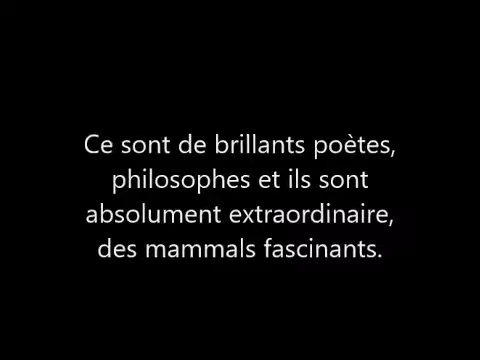 Ce sont de brillants poètes,
philosophes et ils sont
absolument extraordinaire,
des mammals fascinants.